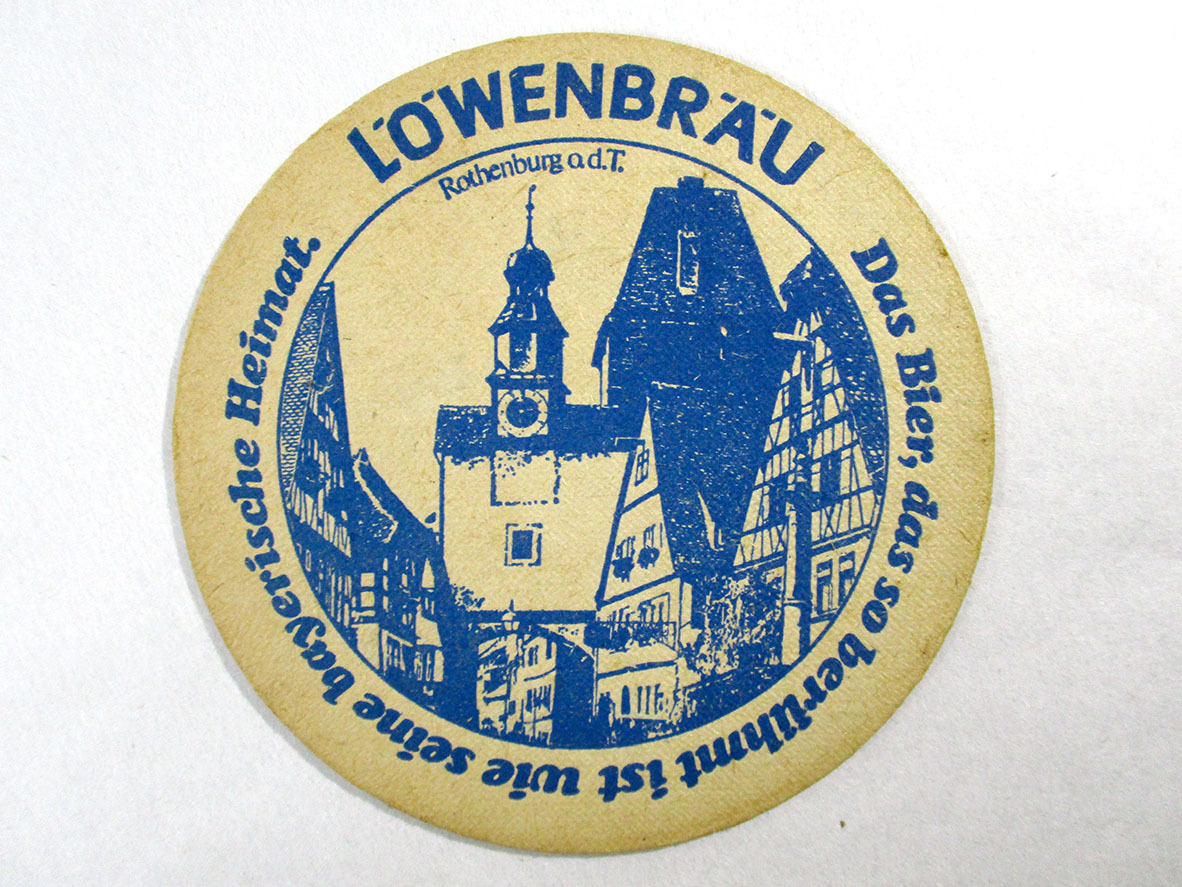 LÖWENBRÄU
Rothenburg o.d.T.
Das Bier, das so berühmt ist wie seine bayerische Heimat.